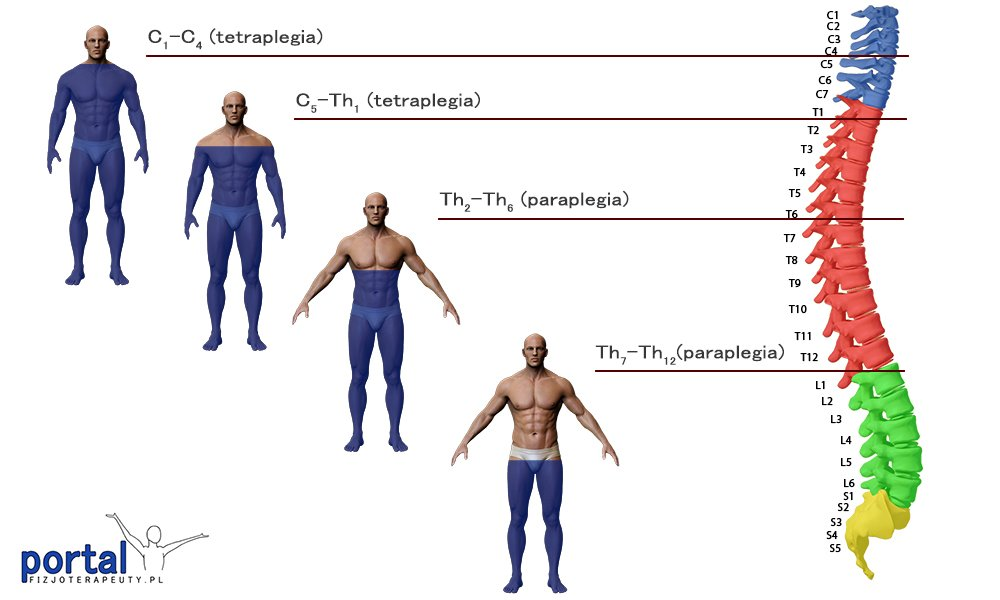 C₁-C₄ (tetraplegia)
C₅-Th₁ (tetraplegia)
Th₂-Th₆ (paraplegia)
Th₇-Th₁₂(paraplegia)
C1
C2
C3
C4
C5
C6
C7
T1
T2
T3
T4
T5
T6
T7
T8
T9
T10
T11
T12
L1
L2
L3
L4
L5
L6
S1
S2
S3
S4
S5
portal
FIZJOTERAPEUTY.PL